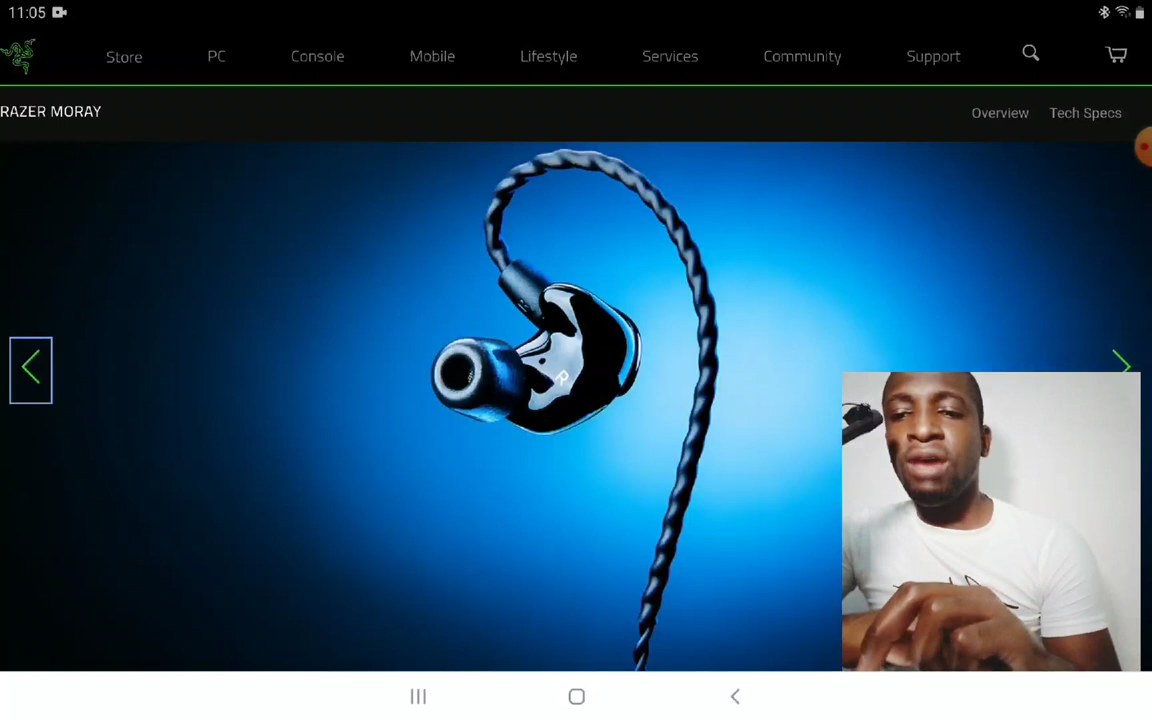 11:05
Store PC Console Mobile Lifestyle Services Community Support
RAZER MORAY Overview Tech Specs
R